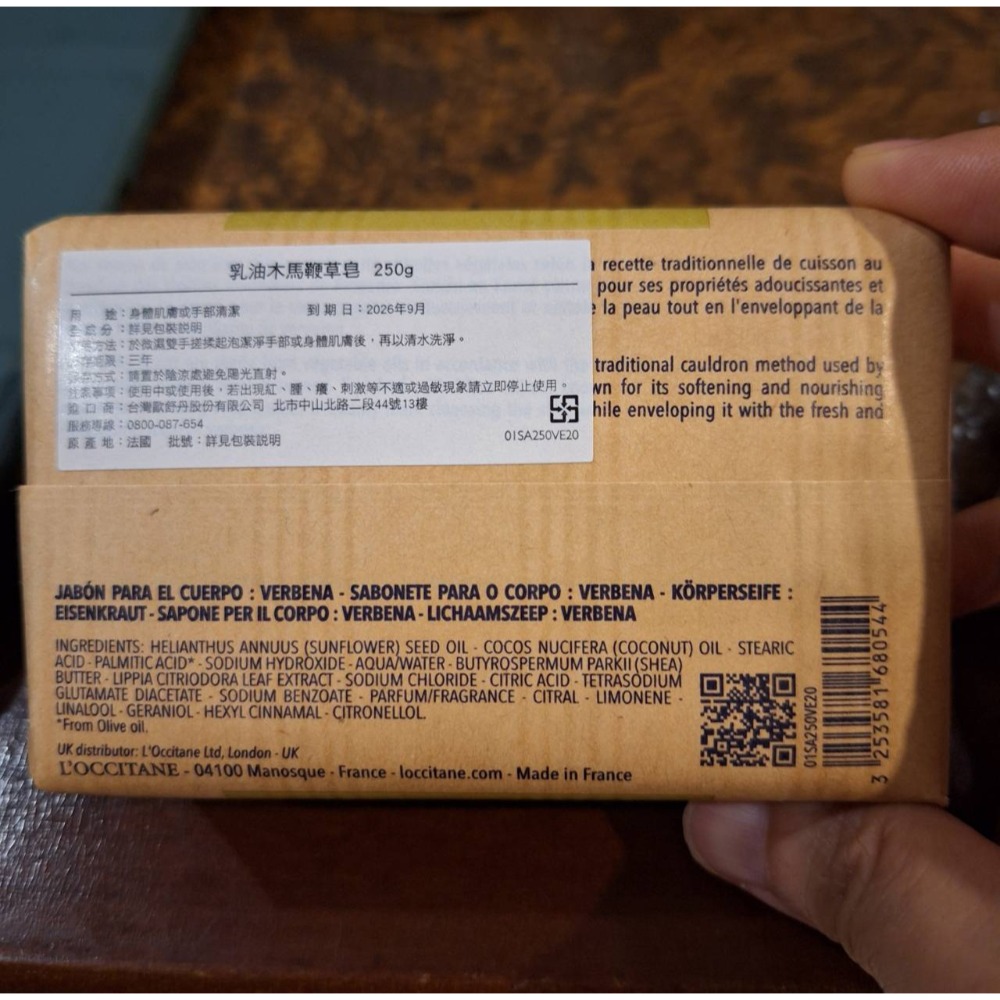 乳油木馬鞭草皂 250g
用 途：身體肌膚或手部清潔 到 期 日：2026年9月
成 分：詳見包裝說明
方法：於微濕雙手搓揉起泡潔淨手部或身體肌膚後，再以清水洗淨。
期限：三年
方式：請置於陰涼處避免陽光直射。
注意事項：使用中或使用後，若出現紅、腫、癢、刺激等不適或過敏現象請立即停止使用。
進 口 商：台灣歐舒丹股份有限公司 北市中山北路二段44號13樓
服務專線：0800-087-654
原 產 地：法國 批號：詳見包裝說明
01SA250VE20
recette traditionnelle de cuisson au
pour ses propriétés adoucissantes et
la peau tout en l'enveloppant de la
traditional cauldron method used by
for its softening and nourishing
while enveloping it with the fresh and
JABÓN PARA EL CUERPO : VERBENA - SABONETE PARA O CORPO : VERBENA - KÖRPERSEIFE :
EISENKRAUT - SAPONE PER IL CORPO : VERBENA - LICHAAMSZEEP : VERBENA
INGREDIENTS: HELIANTHUS ANNUUS (SUNFLOWER) SEED OIL - COCOS NUCIFERA (COCONUT) OIL - STEARIC
ACID - PALMITIC ACID* - SODIUM HYDROXIDE - AQUA/WATER - BUTYROSPERMUM PARKII (SHEA)
BUTTER - LIPPIA CITRIODORA LEAF EXTRACT - SODIUM CHLORIDE - CITRIC ACID - TETRASODIUM
GLUTAMATE DIACETATE - SODIUM BENZOATE - PARFUM/FRAGRANCE - CITRAL - LIMONENE -
LINALOOL - GERANIOL - HEXYL CINNAMAL - CITRONELLOL.
*From Olive oil.
UK distributor: L'Occitane Ltd, London - UK
L'OCCITANE - 04100 Manosque - France - loccitane.com - Made in France
01SA250VE20
3 253581 680544